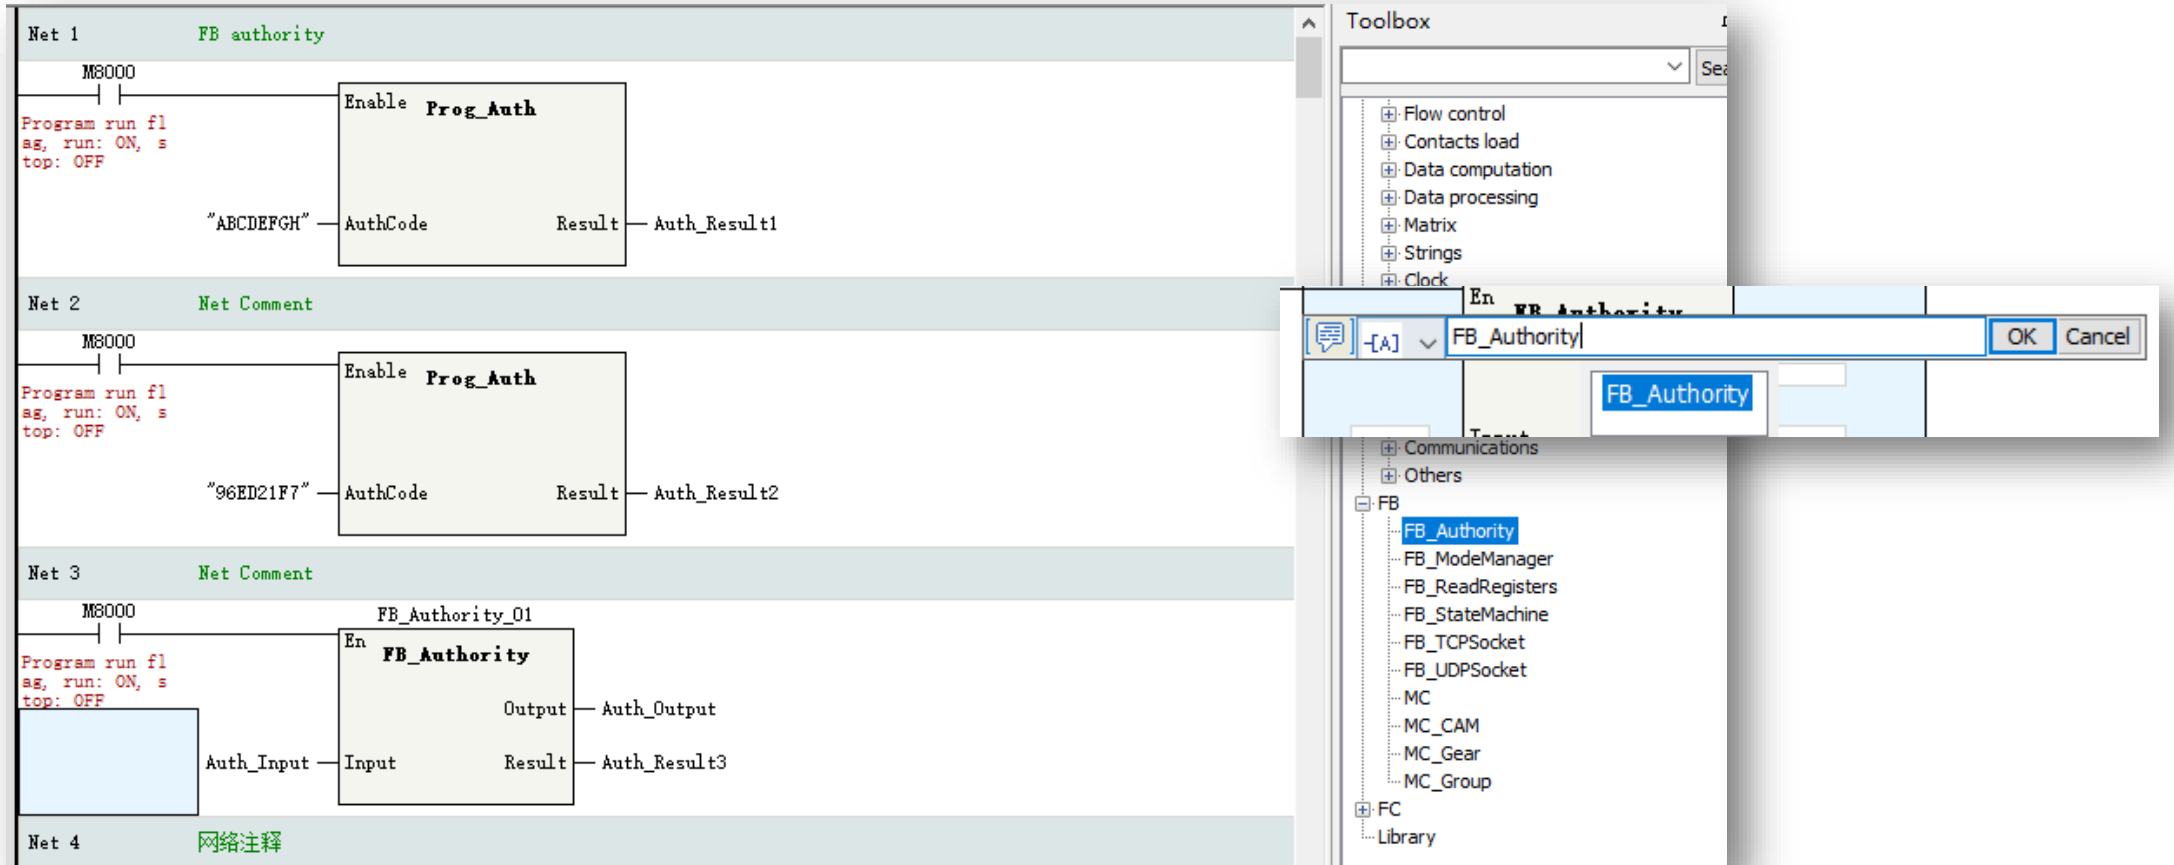 Net 1 FB authority
M8000
Program run fl
ag, run: ON, s
top: OFF
Enable Prog_Auth
"ABCDEFGH" AuthCode Result Auth_Result1
Net 2 Net Comment
M8000
Program run fl
ag, run: ON, s
top: OFF
Enable Prog_Auth
"96ED21F7" AuthCode Result Auth_Result2
Net 3 Net Comment
M8000
Program run fl
ag, run: ON, s
top: OFF
FB_Authority_01
En FB_Authority
Output Auth_Output
Auth_Input Input Result Auth_Result3
Net 4 网络注释
Toolbox
Flow control
Contacts load
Data computation
Data processing
Matrix
Strings
Clock
En FB_Authority
[A] FB_Authority OK Cancel
FB_Authority
Communications
Others
FB
FB_Authority
FB_ModeManager
FB_ReadRegisters
FB_StateMachine
FB_TCPSocket
FB_UDPSocket
MC
MC_CAM
MC_Gear
MC_Group
FC
Library